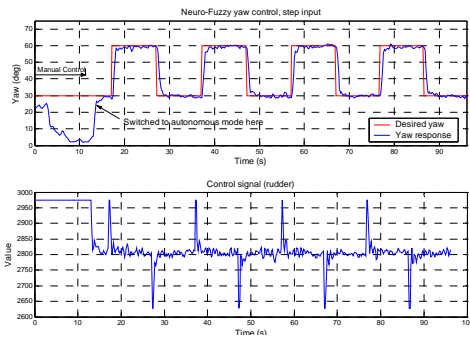 Neuro-Fuzzy yaw control, step input
70
60
50
40
30
20
10
0
Yaw (deg)
Manual Control
Switched to autonomous mode here
Desired yaw
Yaw response
0 10 20 30 40 50 60 70 80 90
Time (s)
Control signal (rudder)
3000
2950
2900
2850
2800
2750
2700
2650
2600
Value
0 10 20 30 40 50 60 70 80 90 100
Time (s)